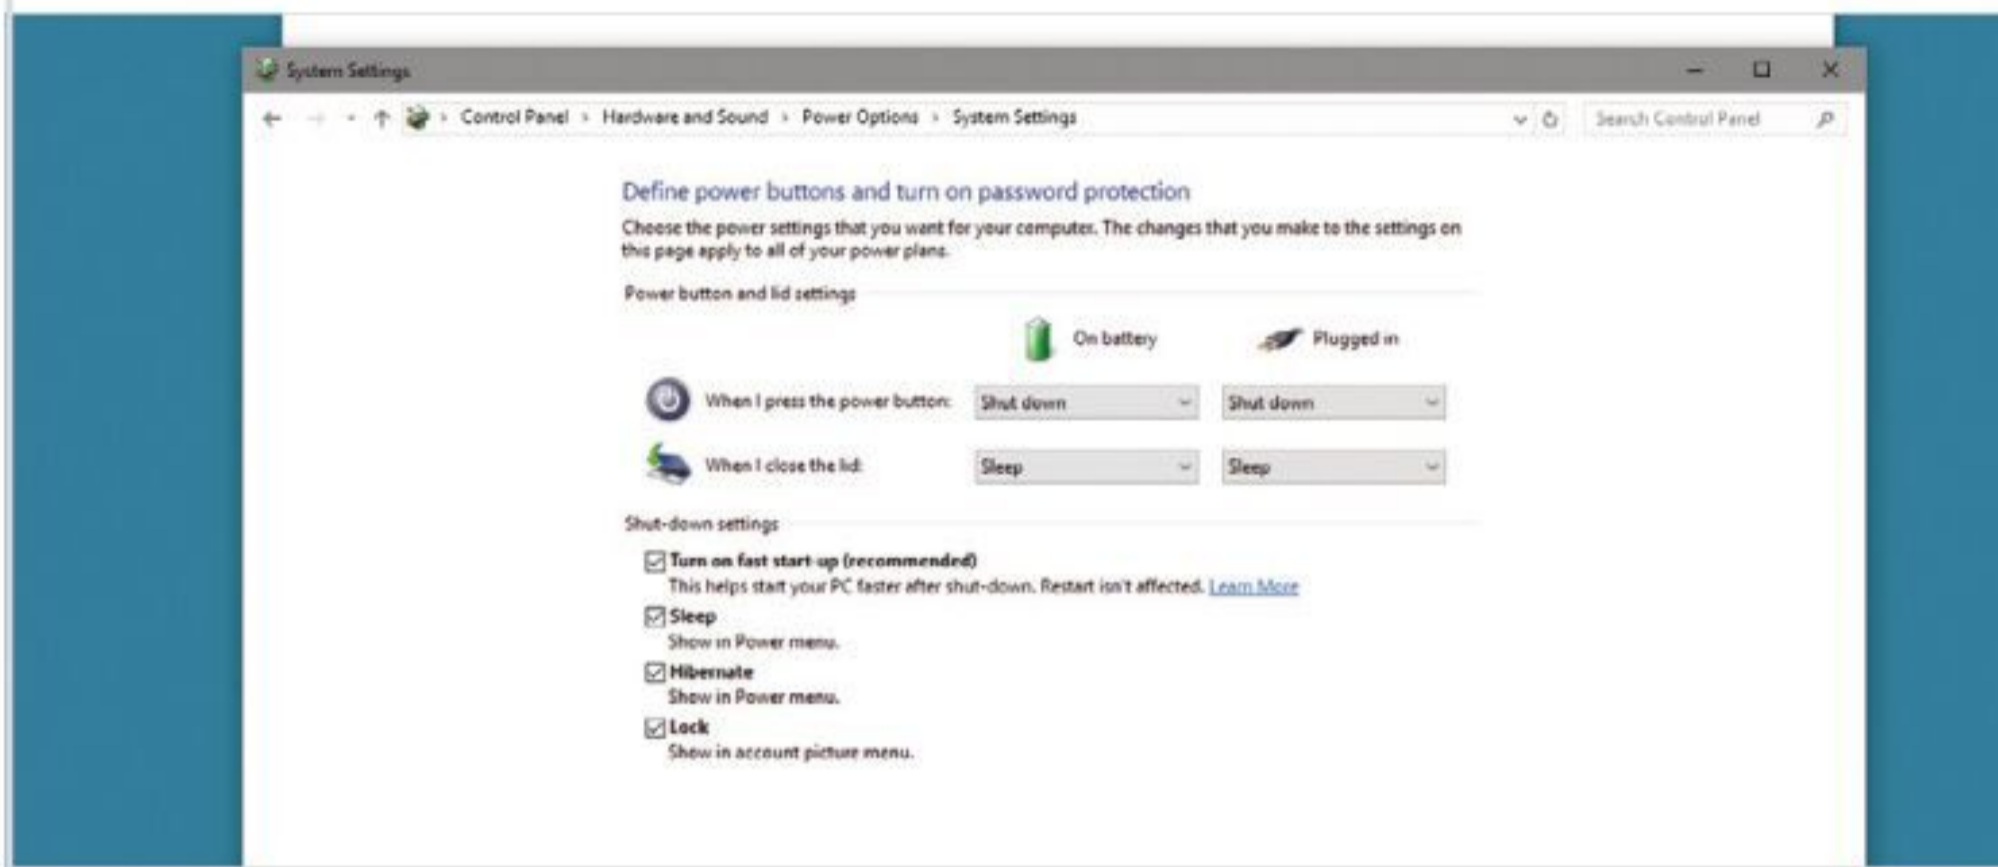 System Settings
Control Panel › Hardware and Sound › Power Options › System Settings
Search Control Panel
Define power buttons and turn on password protection
Choose the power settings that you want for your computer. The changes that you make to the settings on
this page apply to all of your power plans.
Power button and lid settings
On battery Plugged in
When I press the power button: Shut down Shut down
When I close the lid: Sleep Sleep
Shut-down settings
Turn on fast start-up (recommended)
This helps start your PC faster after shut-down. Restart isn't affected. Learn More
Sleep
Show in Power menu.
Hibernate
Show in Power menu.
Lock
Show in account picture menu.